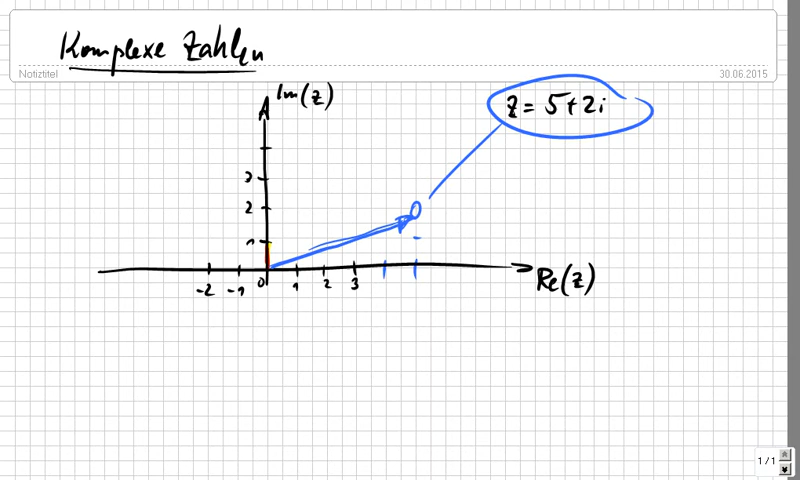 Komplexe Zahlen
Notiztitel
30.06.2015
Im(z)
z = 5+2i
3
2
1
-2 -1 0 1 2 3
Re(z)
1/1